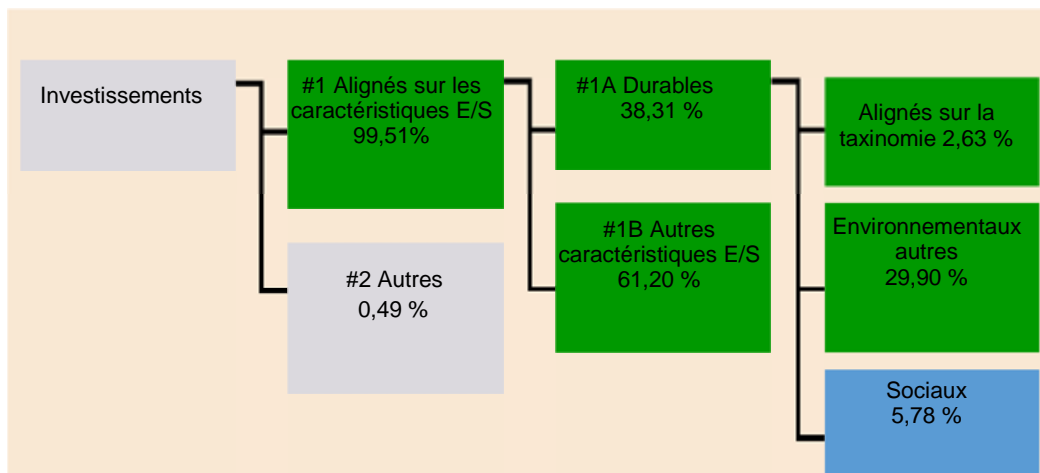 Investissements
#1 Alignés sur les
caractéristiques E/S
99,51%
#2 Autres
0,49 %
#1A Durables
38,31 %
#1B Autres
caractéristiques E/S
61,20 %
Alignés sur la
taxinomie 2,63 %
Environnementaux
autres
29,90 %
Sociaux
5,78 %